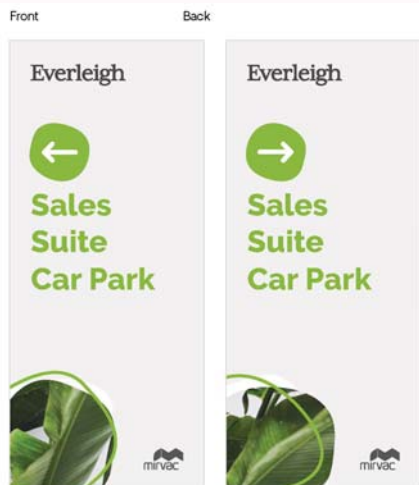 Front
Back
Everleigh
Sales
Suite
Car Park
mirvac
Everleigh
Sales
Suite
Car Park
mirvac